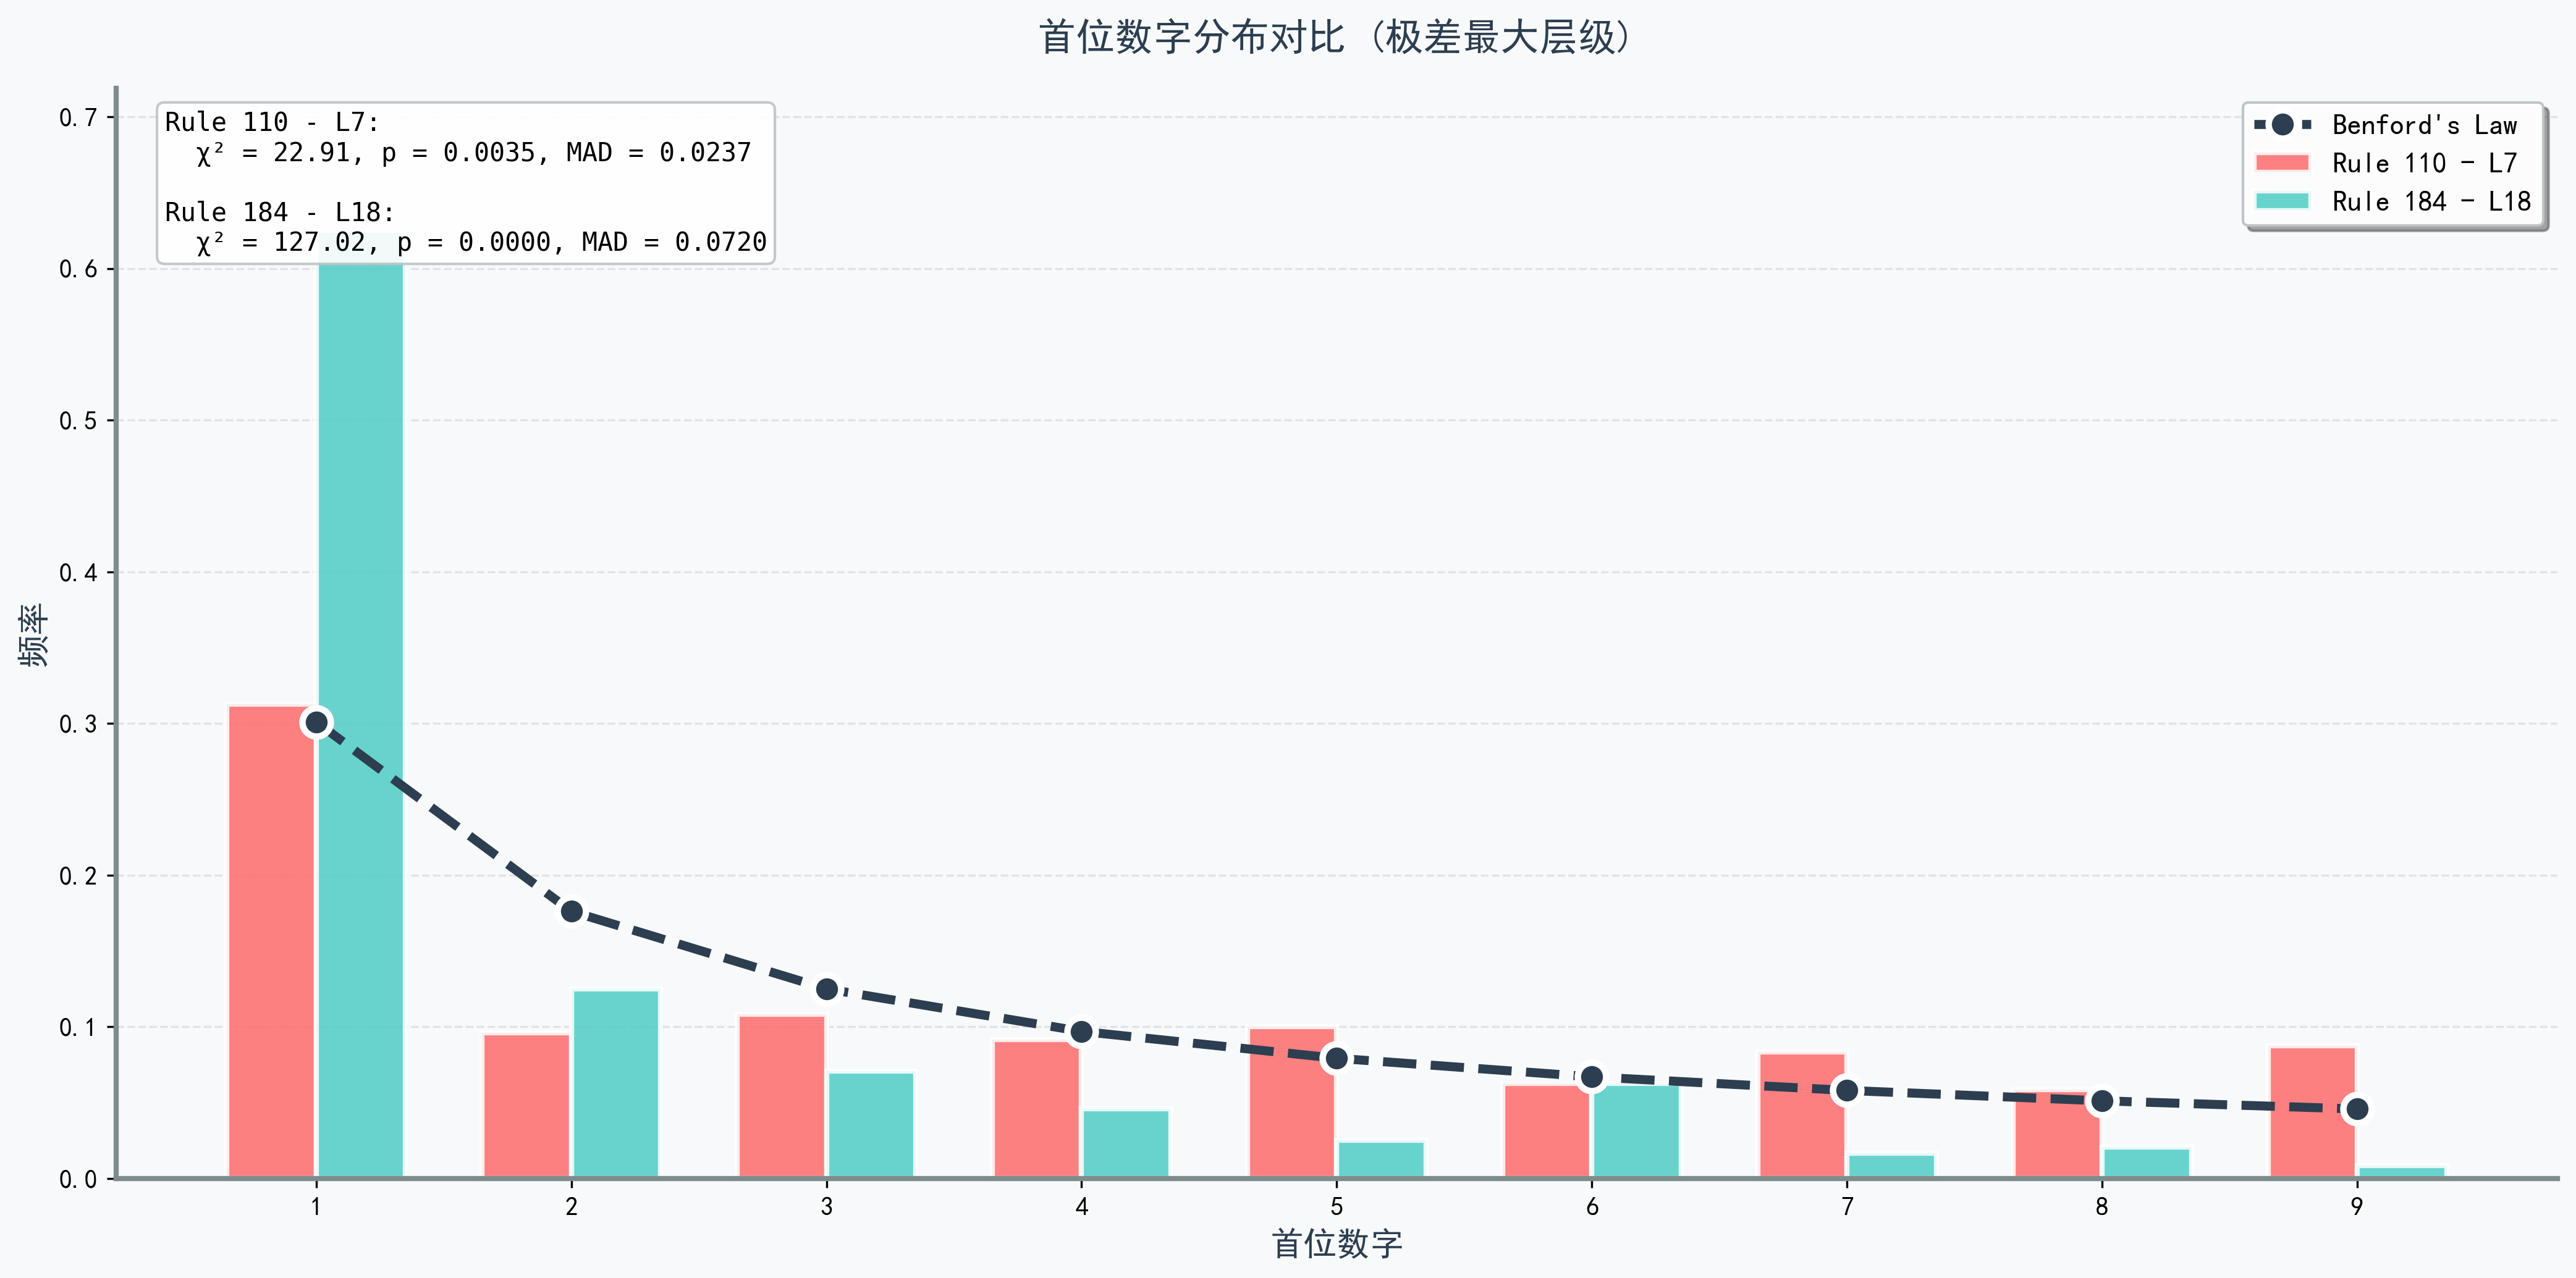 首位数字分布对比 (极差最大层级)
Rule 110 - L7:
χ² = 22.91, p = 0.0035, MAD = 0.0237
Rule 184 - L18:
χ² = 127.02, p = 0.0000, MAD = 0.0720
Benford's Law
Rule 110 - L7
Rule 184 - L18
0.7
0.6
0.5
0.4
0.3
0.2
0.1
0.0
频率
1 2 3 4 5 6 7 8 9
首位数字